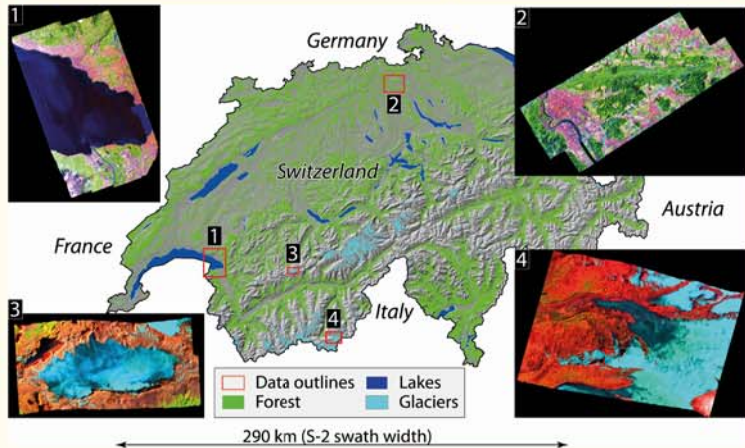 1
Germany
2
2
Switzerland
Austria
France
1
3
4
3
Italy
4
Data outlines
Lakes
Forest
Glaciers
290 km (S-2 swath width)